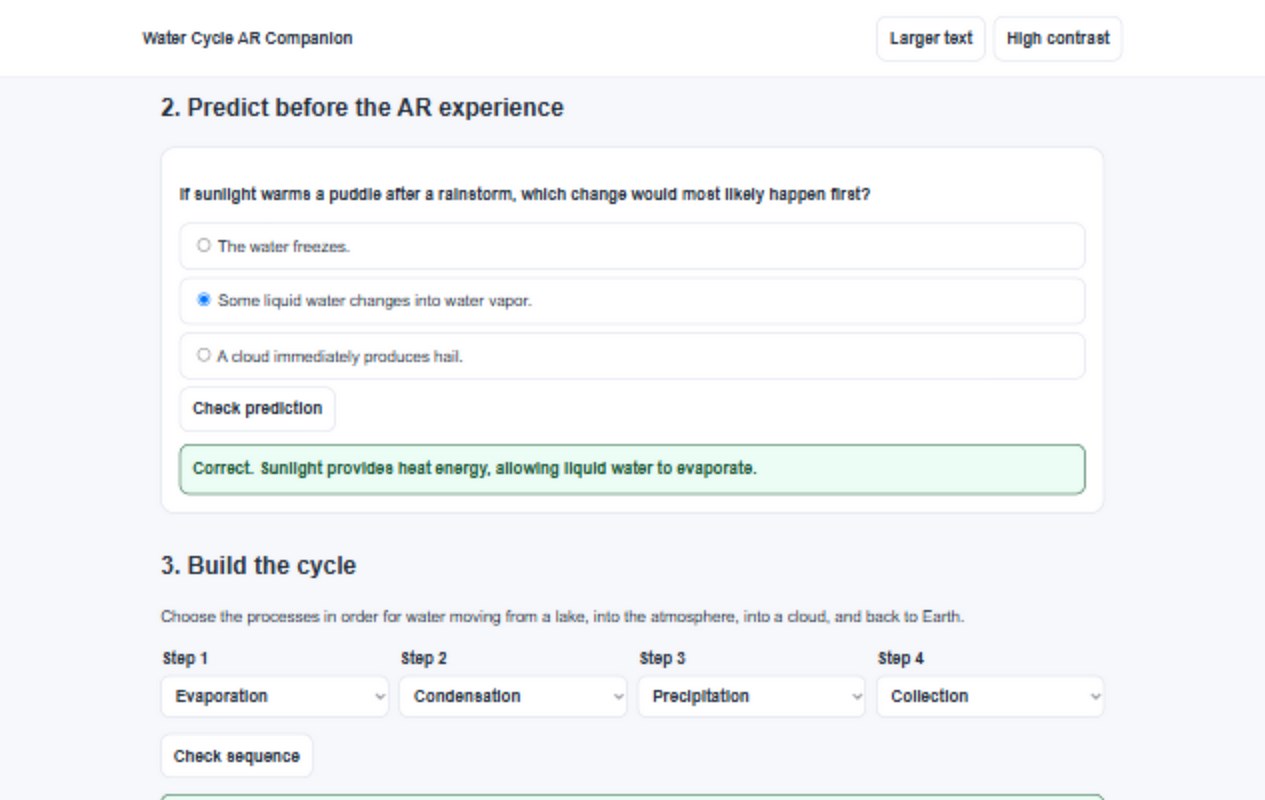 Water Cycle AR Companion
Larger text
High contrast
2. Predict before the AR experience
If sunlight warms a puddle after a rainstorm, which change would most likely happen first?
The water freezes.
Some liquid water changes into water vapor.
A cloud immediately produces hail.
Check prediction
Correct. Sunlight provides heat energy, allowing liquid water to evaporate.
3. Build the cycle
Choose the processes in order for water moving from a lake, into the atmosphere, into a cloud, and back to Earth.
Step 1 Step 2 Step 3 Step 4
Evaporation Condensation Precipitation Collection
Check sequence